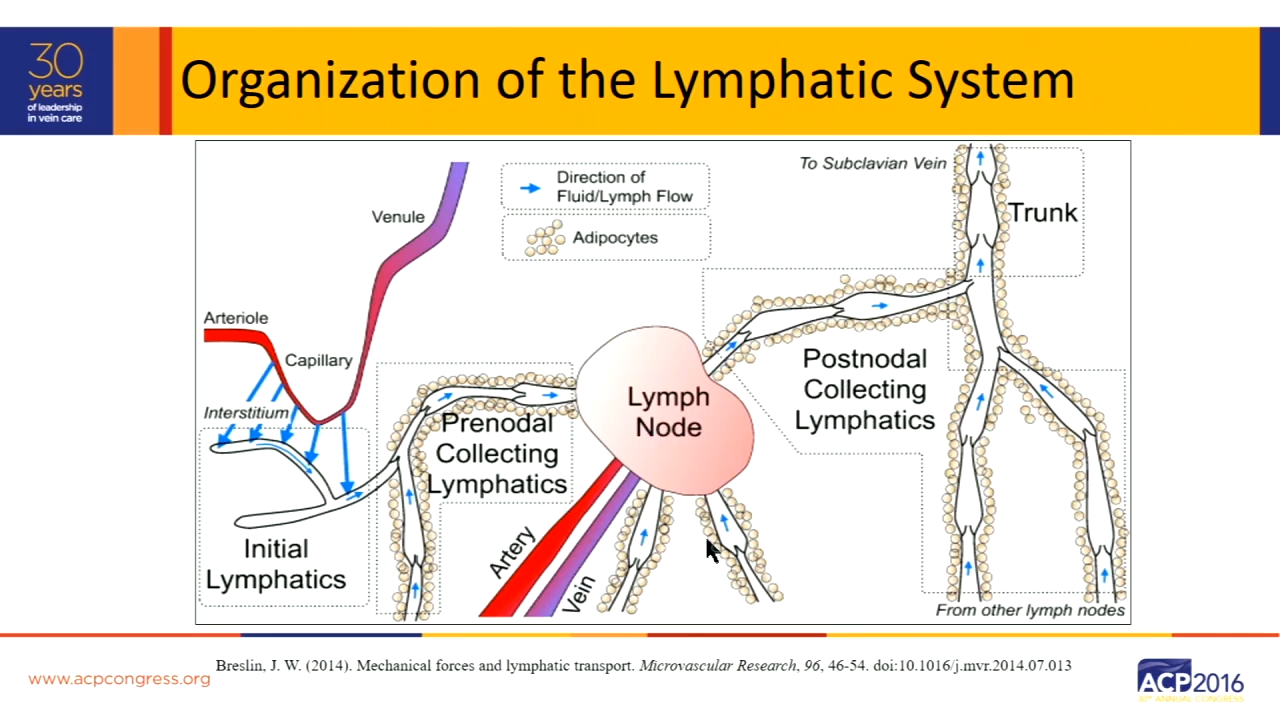 30
years
of leadership
in vein care
Organization of the Lymphatic System
Direction of
Fluid/Lymph Flow
Adipocytes
To Subclavian Vein
Trunk
Venule
Arteriole
Capillary
Interstitium
Initial
Lymphatics
Prenodal
Collecting
Lymphatics
Lymph
Node
Postnodal
Collecting
Lymphatics
Artery
Vein
From other lymph nodes
Breslin, J. W. (2014). Mechanical forces and lymphatic transport. Microvascular Research, 96, 46-54. doi:10.1016/j.mvr.2014.07.013
www.acpcongress.org
ACP2016
30TH ANNUAL CONGRESS